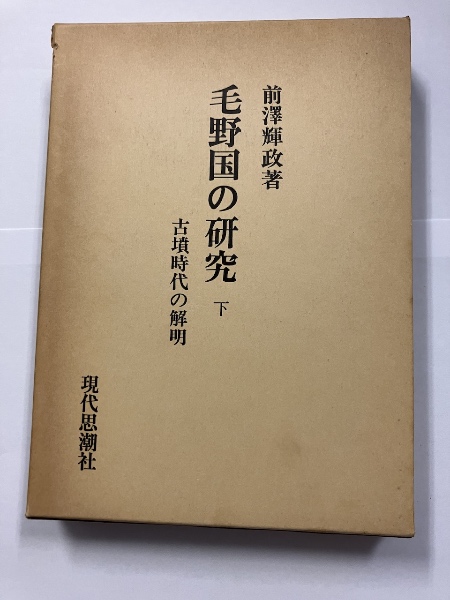 前澤輝政著
毛野国の研究 下
古墳時代の解明
現代思潮社